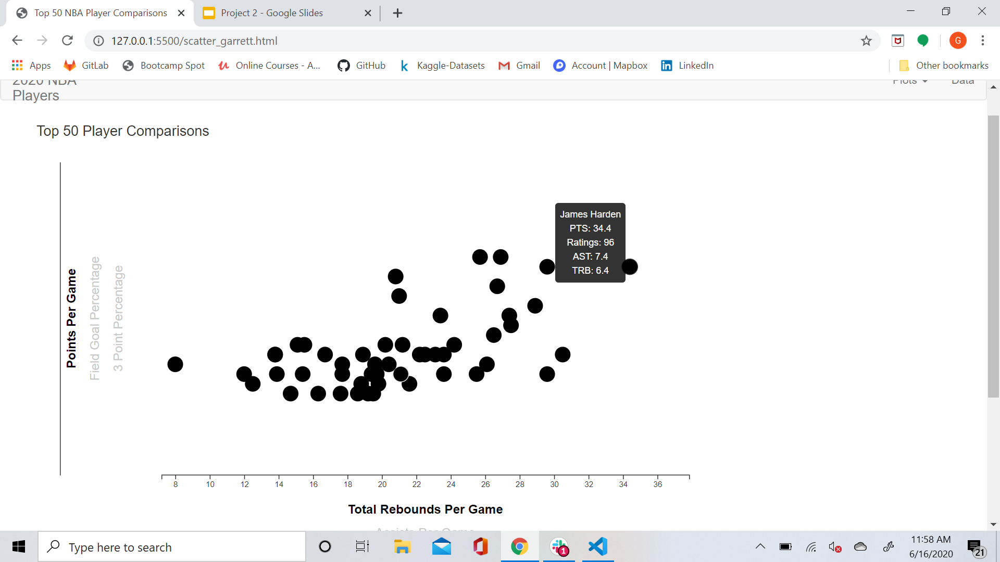 Top 50 NBA Player Comparisons
Project 2 - Google Slides
127.0.0.1:5500/scatter_garrett.html
G
Apps
GitLab
Bootcamp Spot
Online Courses - A...
GitHub
Kaggle-Datasets
Gmail
Account | Mapbox
LinkedIn
Other bookmarks
2020 NBA
Players
Plots
Data
Top 50 Player Comparisons
James Harden
PTS: 34.4
Ratings: 96
AST: 7.4
TRB: 6.4
Points Per Game
Field Goal Percentage
3 Point Percentage
8 10 12 14 16 18 20 22 24 26 28 30 32 34 36
Total Rebounds Per Game
Assists Per Game
Type here to search
1
11:58 AM
6/16/2020
21